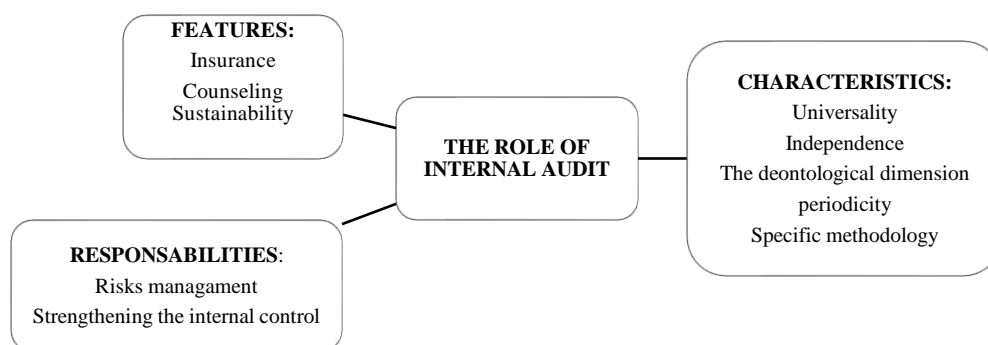 FEATURES:
Insurance
Counseling
Sustainability
THE ROLE OF
INTERNAL AUDIT
CHARACTERISTICS:
Universality
Independence
The deontological dimension
periodicity
Specific methodology
RESPONSABILITIES:
Risks managament
Strengthening the internal control